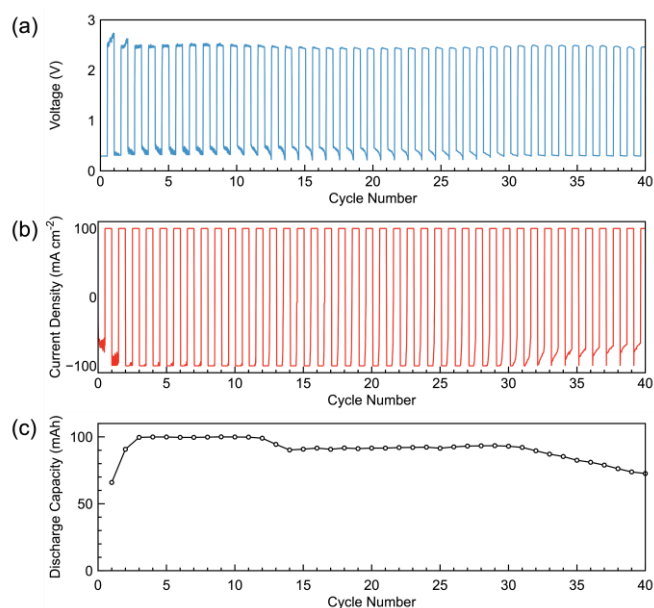 (a)
Voltage (V)
3
2
1
0
0 5 10 15 20 25 30 35 40
Cycle Number
(b)
Current Density (mA cm⁻²)
100
0
−100
0 5 10 15 20 25 30 35 40
Cycle Number
(c)
Discharge Capacity (mAh)
100
50
0
0 5 10 15 20 25 30 35 40
Cycle Number